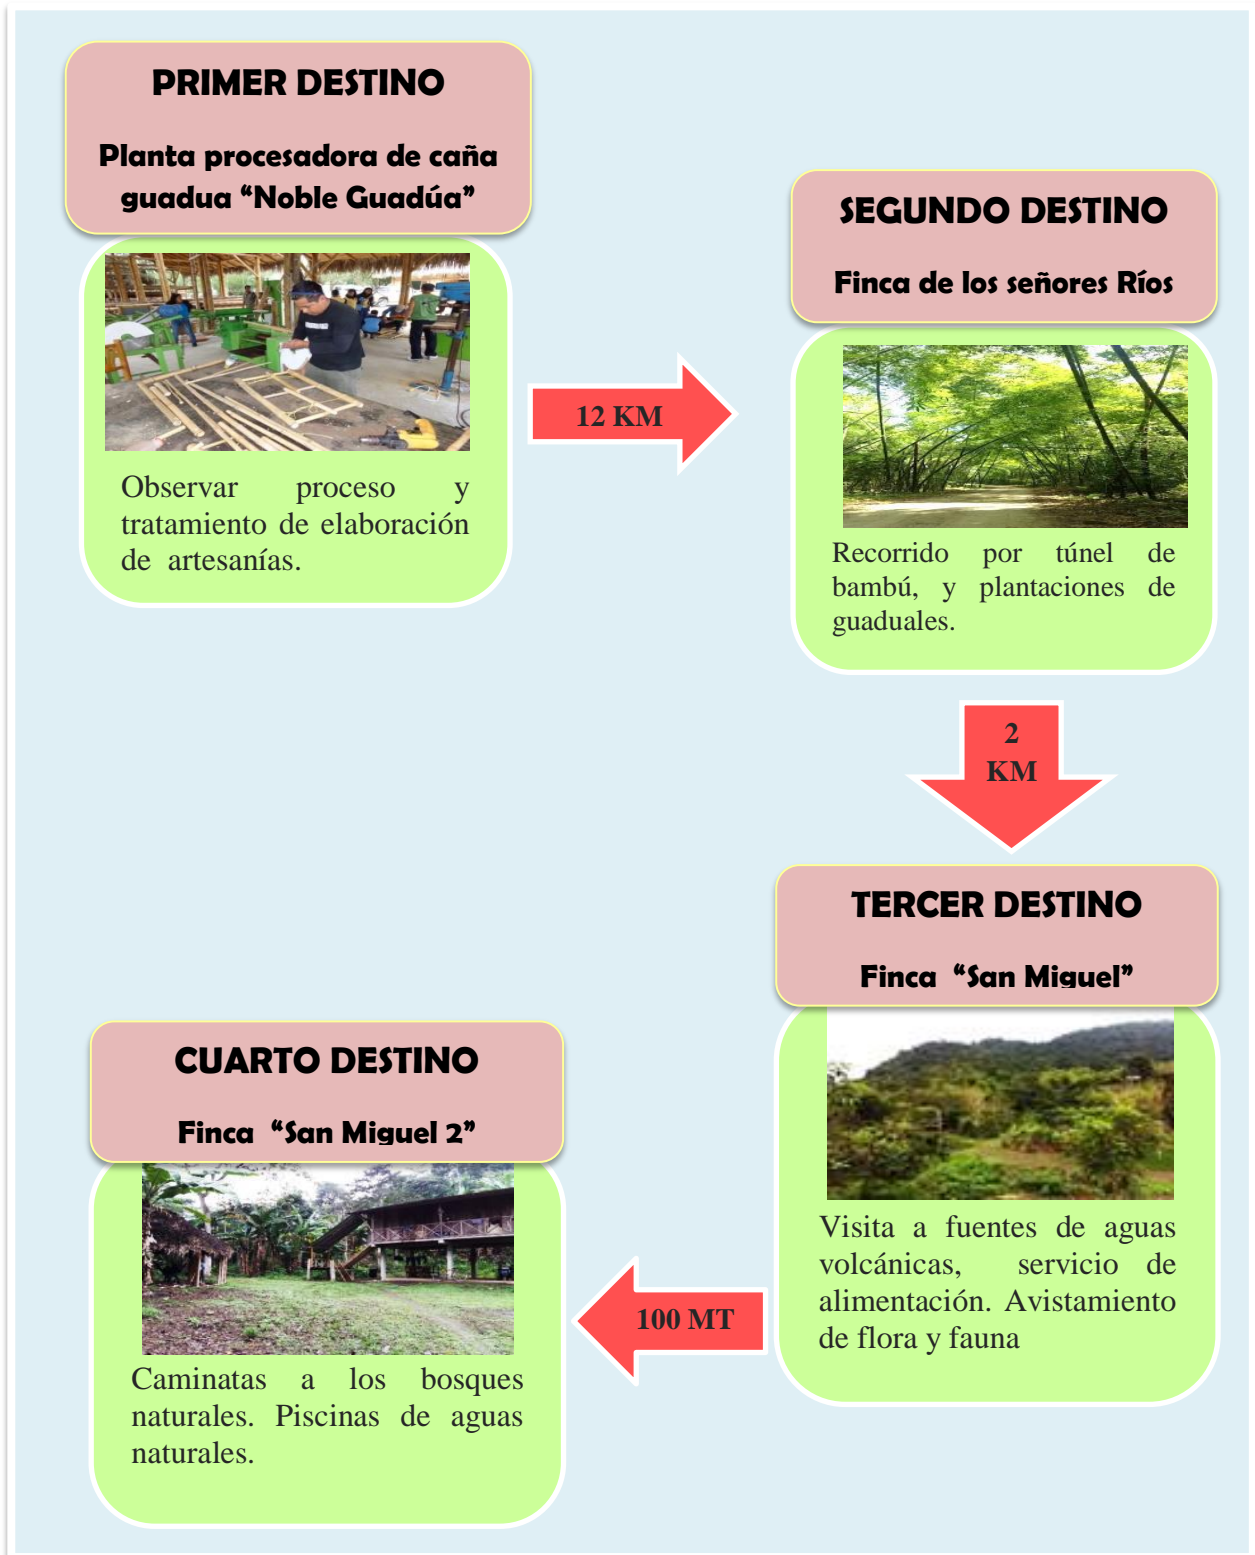 PRIMER DESTINO
Planta procesadora de caña
guadua “Noble Guadúa”
Observar proceso y
tratamiento de elaboración
de artesanías.
12 KM
SEGUNDO DESTINO
Finca de los señores Ríos
Recorrido por túnel de
bambú, y plantaciones de
guaduales.
2
KM
TERCER DESTINO
Finca “San Miguel”
Visita a fuentes de aguas
volcánicas, servicio de
alimentación. Avistamiento
de flora y fauna
100 MT
CUARTO DESTINO
Finca “San Miguel 2”
Caminatas a los bosques
naturales. Piscinas de aguas
naturales.